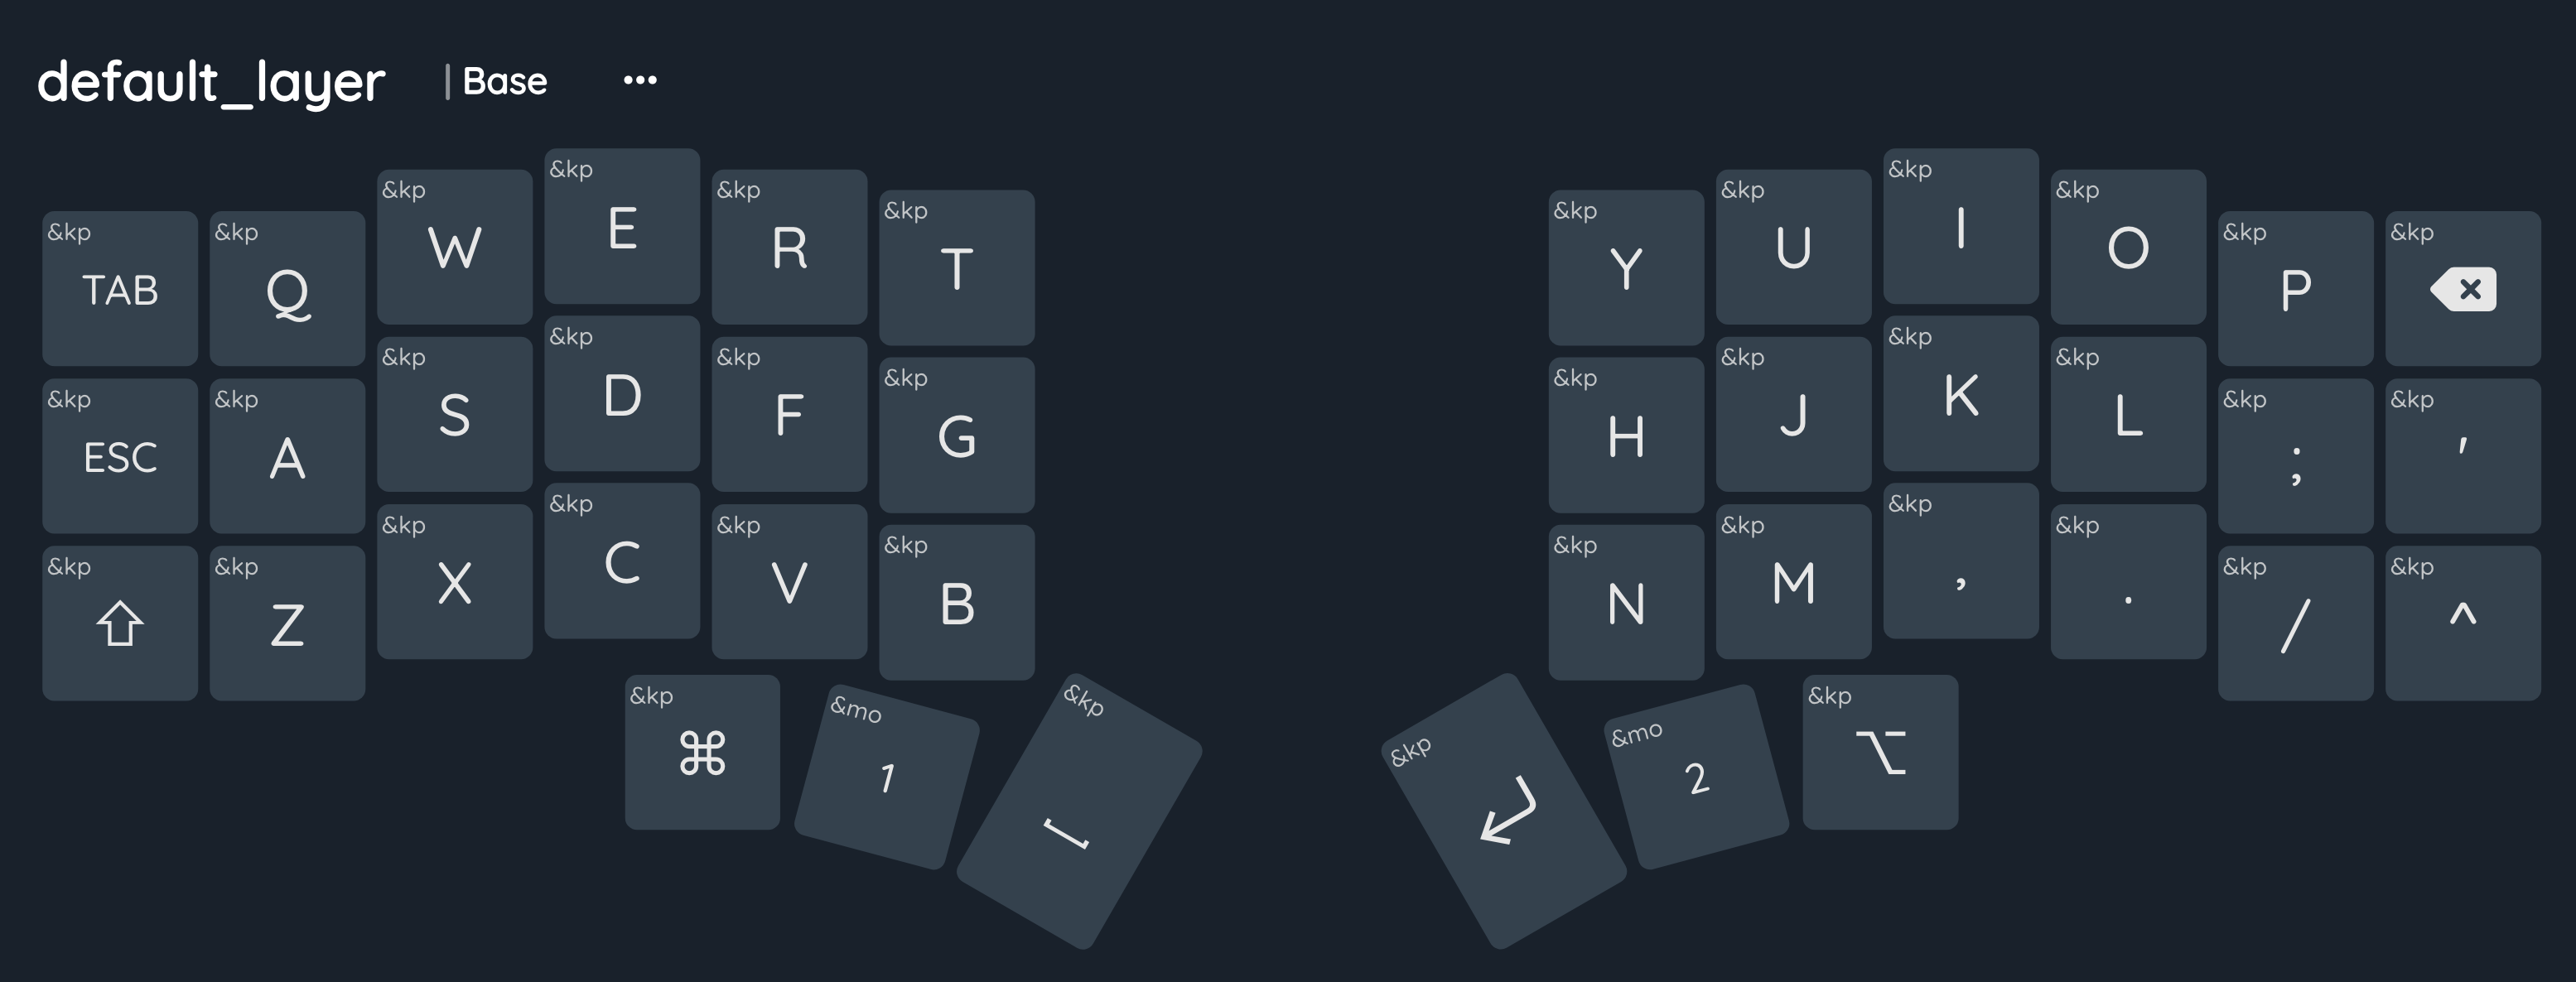 default_layer | Base •••
&kp TAB &kp Q &kp W &kp E &kp R &kp T &kp Y &kp U &kp I &kp O &kp P &kp
&kp ESC &kp A &kp S &kp D &kp F &kp G &kp H &kp J &kp K &kp L &kp ; &kp '
&kp ⇧ &kp Z &kp X &kp C &kp V &kp B &kp N &kp M &kp , &kp . &kp / &kp ^
&kp ⌘ &mo 1 &kp ⎵ &kp ↵ &mo 2 &kp ⌥